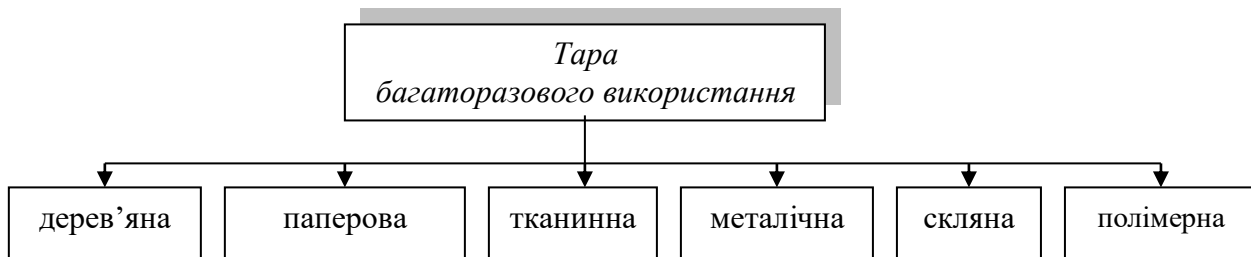 Тара
багаторазового використання
дерев’яна
паперова
тканинна
металічна
скляна
полімерна